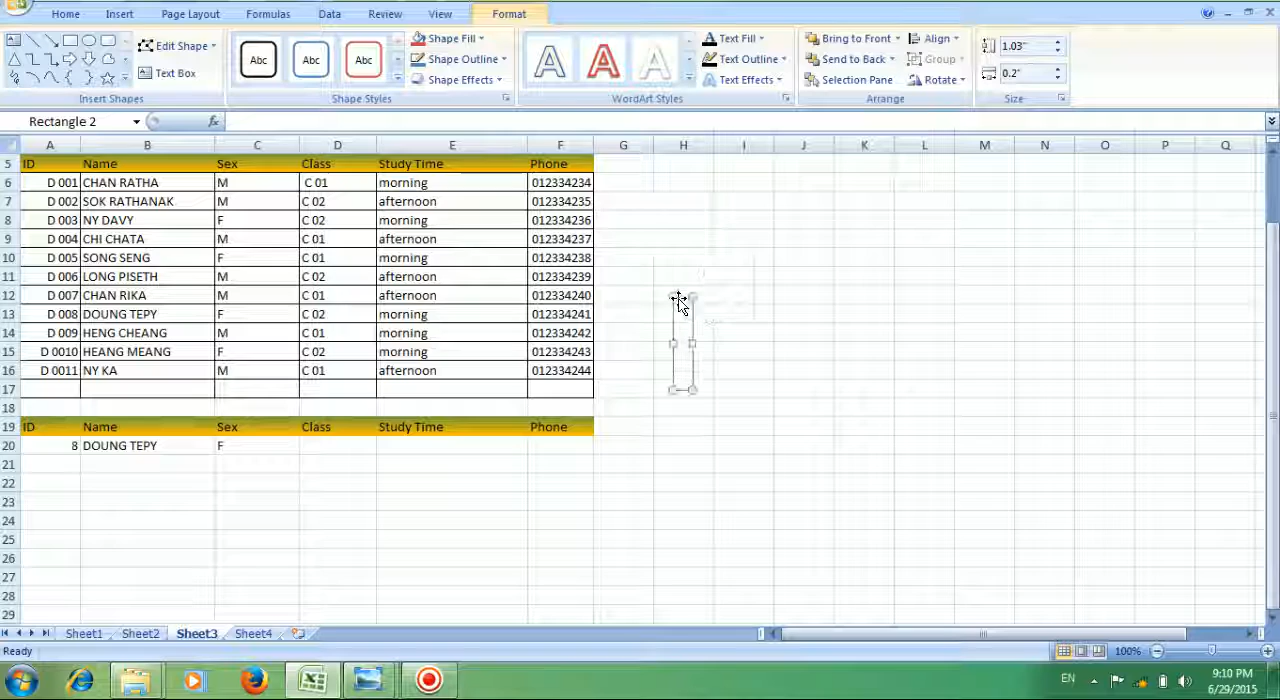 Home Insert Page Layout Formulas Data Review View Format
Edit Shape
Text Box
Insert Shapes
Abc Abc Abc
Shape Fill
Shape Outline
Shape Effects
Shape Styles
A A A
Text Fill
Text Outline
Text Effects
WordArt Styles
Bring to Front
Send to Back
Selection Pane
Align
Group
Rotate
Arrange
1.03"
0.2"
Size
Rectangle 2 fx
A B C D E F G H I J K L M N O P Q
5 ID Name Sex Class Study Time Phone
6 D 001 CHAN RATHA M C 01 morning 012334234
7 D 002 SOK RATHANAK M C 02 afternoon 012334235
8 D 003 NY DAVY F C 02 morning 012334236
9 D 004 CHI CHATA M C 01 afternoon 012334237
10 D 005 SONG SENG F C 01 morning 012334238
11 D 006 LONG PISETH M C 02 afternoon 012334239
12 D 007 CHAN RIKA M C 01 afternoon 012334240
13 D 008 DOUNG TEPY F C 02 morning 012334241
14 D 009 HENG CHEANG M C 01 morning 012334242
15 D 0010 HEANG MEANG F C 02 morning 012334243
16 D 0011 NY KA M C 01 afternoon 012334244
17
18
19 ID Name Sex Class Study Time Phone
20 8 DOUNG TEPY F
21
22
23
24
25
26
27
28
29
Sheet1 Sheet2 Sheet3 Sheet4
Ready 100%
EN 9:10 PM
6/29/2015